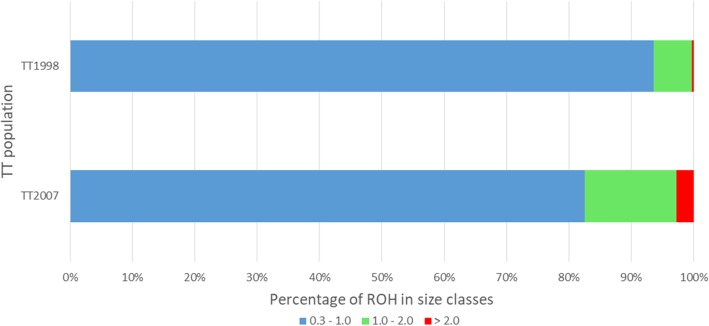 TT population
TT1998
TT2007
0% 10% 20% 30% 40% 50% 60% 70% 80% 90% 100%
Percentage of ROH in size classes
0.3 - 1.0 1.0 - 2.0 > 2.0